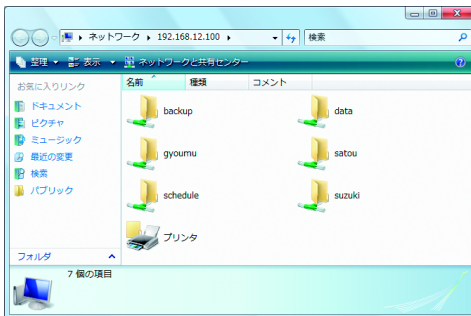 ネットワーク ▸ 192.168.12.100 ▸
検索
整理 表示 ネットワークと共有センター
お気に入りリンク
ドキュメント
ピクチャ
ミュージック
最近の変更
検索
パブリック
フォルダ
名前 種類 コメント
backup data
gyoumu satou
schedule suzuki
プリンタ
7 個の項目